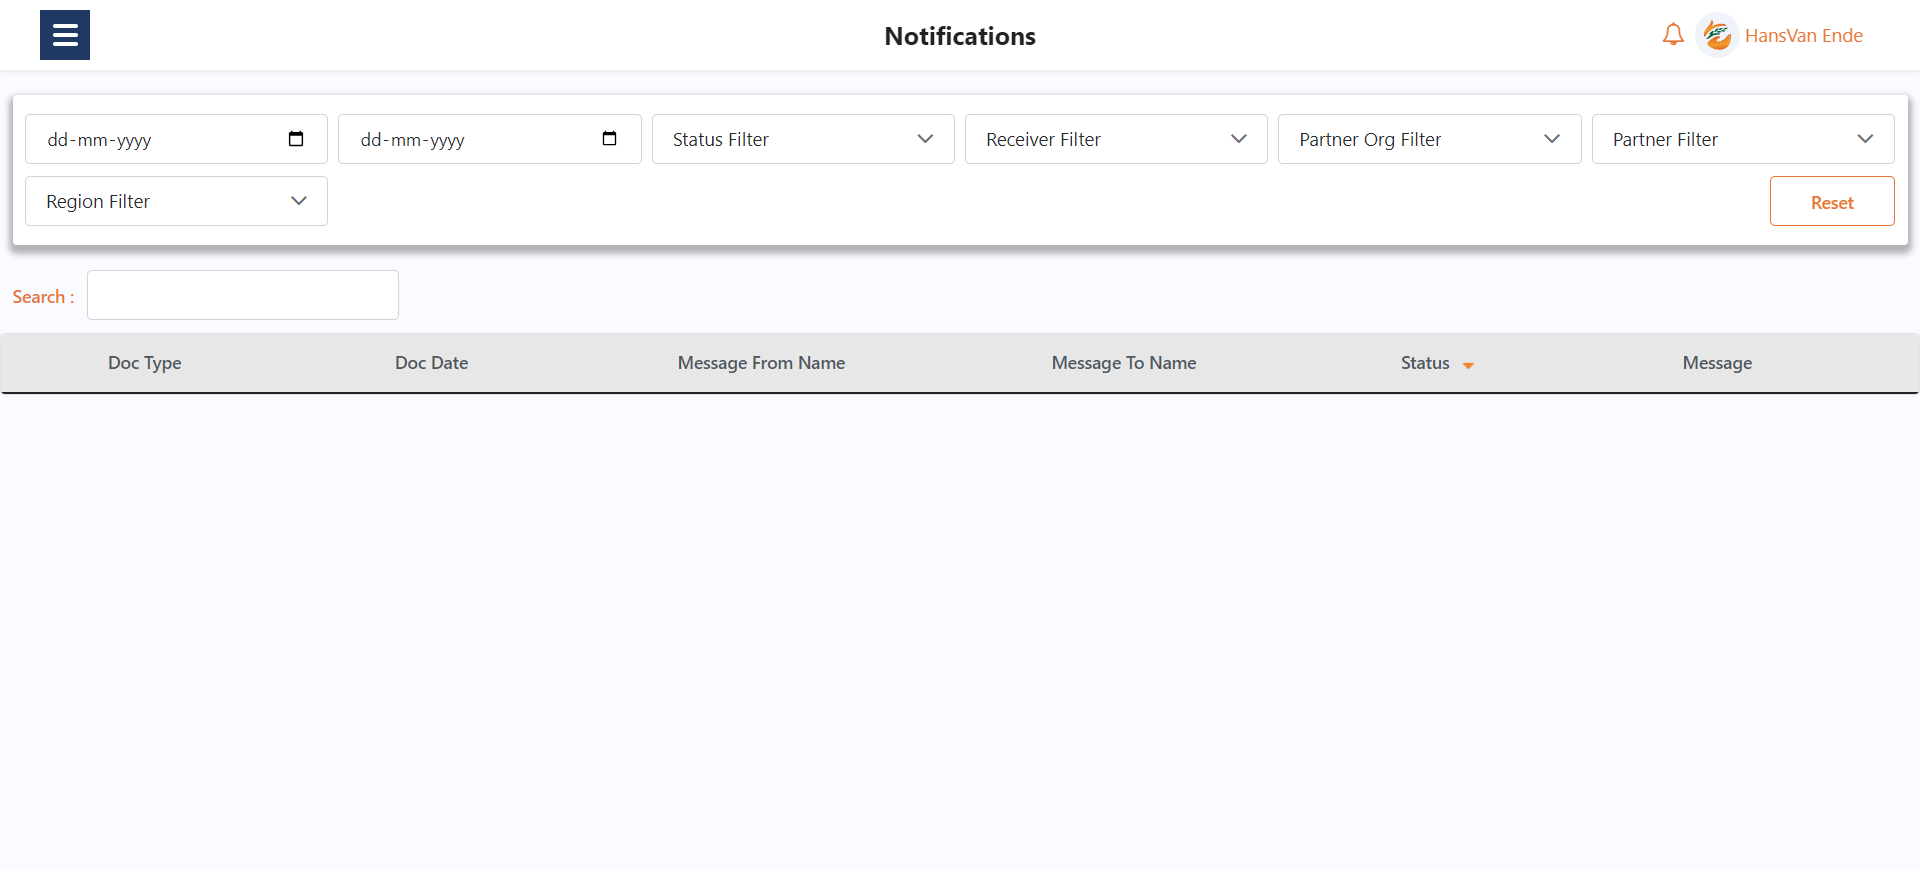 Notifications
HansVan Ende
dd-mm-yyyy
dd-mm-yyyy
Status Filter
Receiver Filter
Partner Org Filter
Partner Filter
Region Filter
Reset
Search :
Doc Type
Doc Date
Message From Name
Message To Name
Status
Message